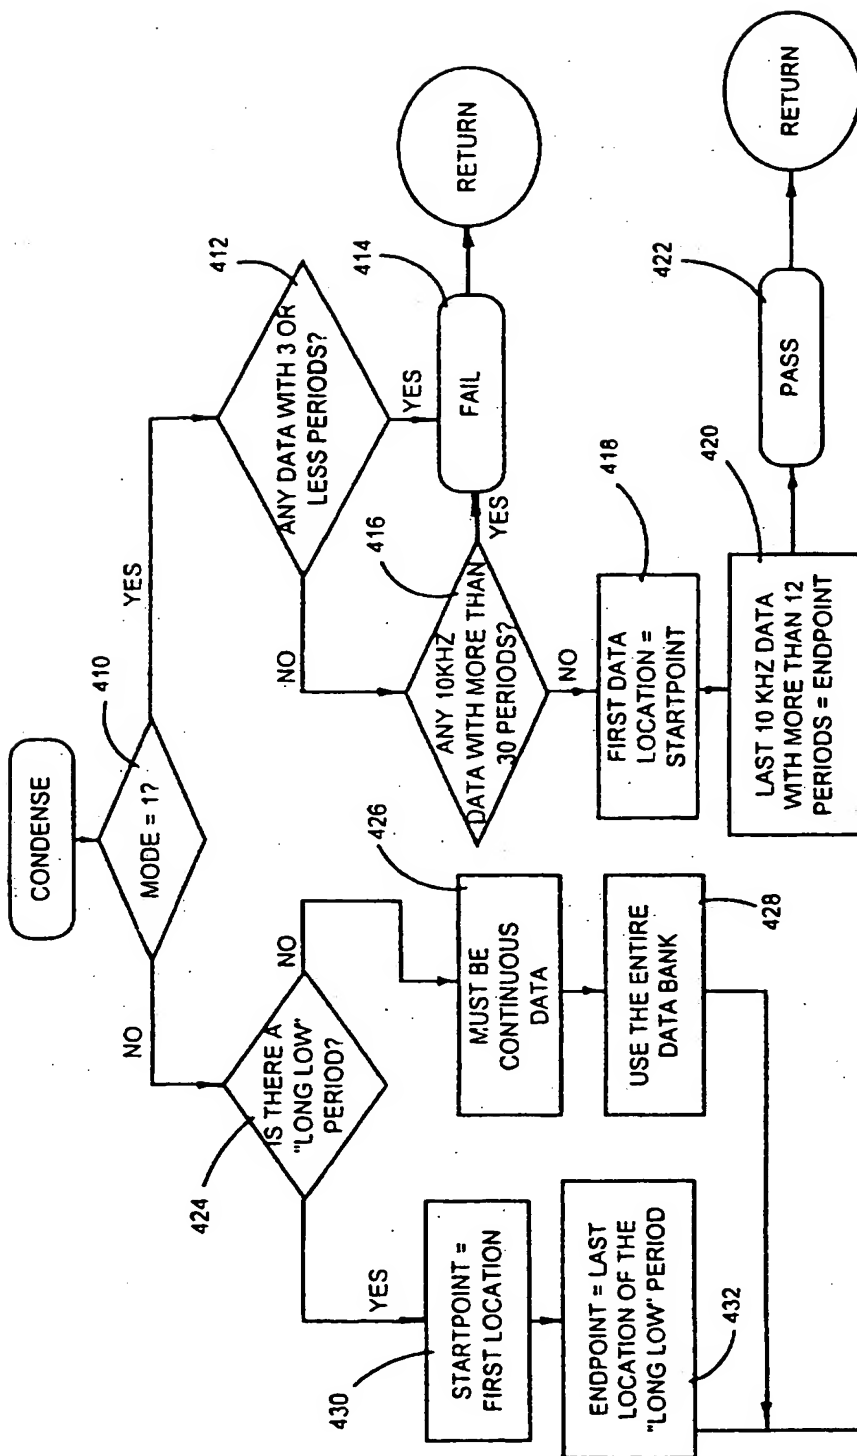 CONDENSE
410
MODE = 1?
NO
YES
424
IS THERE A
"LONG LOW"
PERIOD?
412
ANY DATA WITH 3 OR
LESS PERIODS?
YES
NO
NO
YES
414
FAIL
RETURN
416
ANY 10KHZ
DATA WITH MORE THAN
30 PERIODS?
YES
NO
430
STARTPOINT =
FIRST LOCATION
426
MUST BE
CONTINUOUS
DATA
418
FIRST DATA
LOCATION =
STARTPOINT
432
ENDPOINT = LAST
LOCATION OF THE
"LONG LOW" PERIOD
428
USE THE ENTIRE
DATA BANK
420
LAST 10 KHZ DATA
WITH MORE THAN 12
PERIODS = ENDPOINT
422
PASS
RETURN